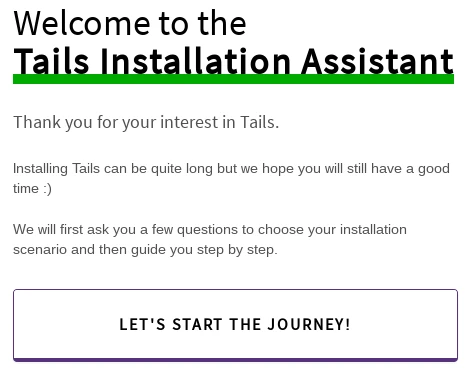 Welcome to the
Tails Installation Assistant
Thank you for your interest in Tails.
Installing Tails can be quite long but we hope you will still have a good
time :)
We will first ask you a few questions to choose your installation
scenario and then guide you step by step.
LET'S START THE JOURNEY!